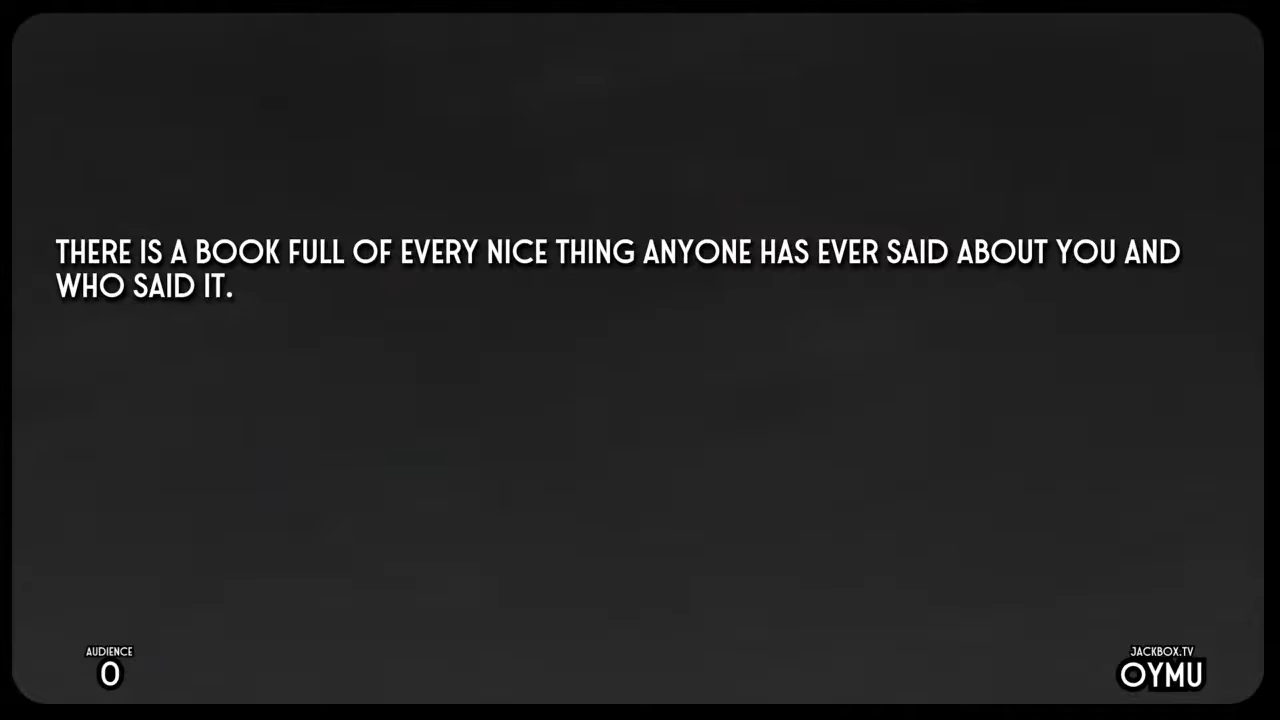 THERE IS A BOOK FULL OF EVERY NICE THING ANYONE HAS EVER SAID ABOUT YOU AND
WHO SAID IT.
AUDIENCE
0
JACKBOX.TV
OYMU